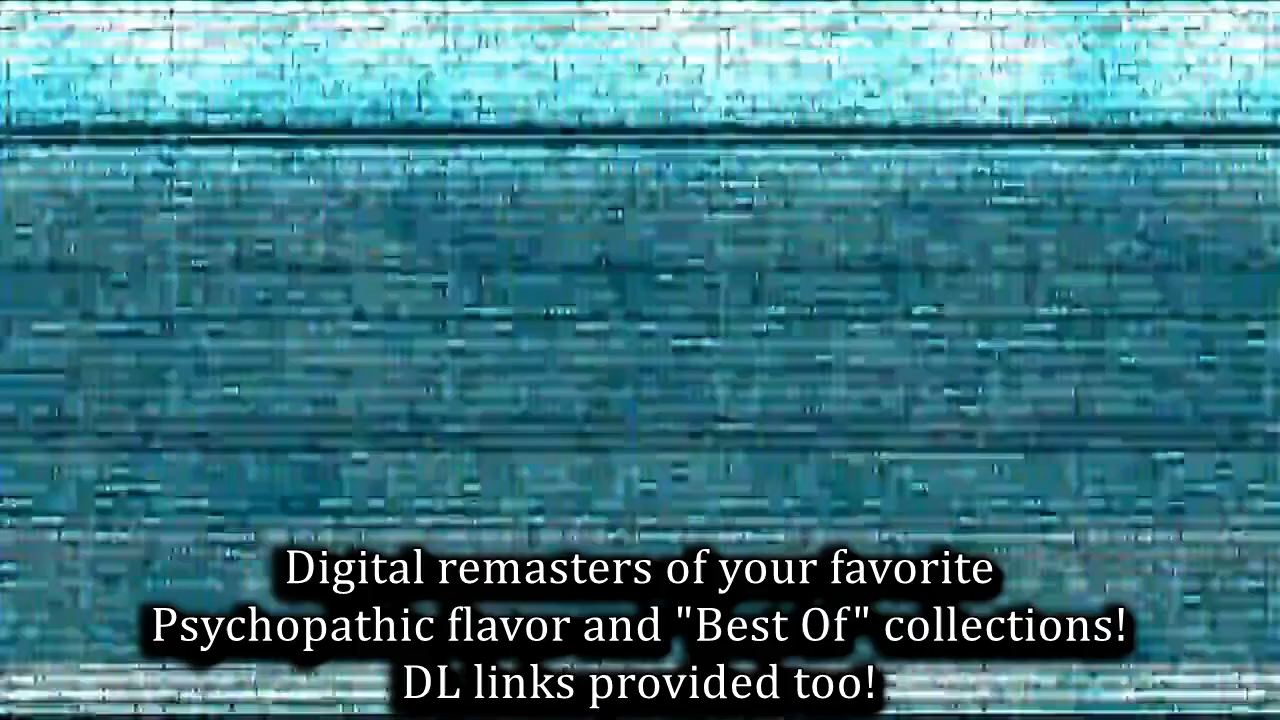 Digital remasters of your favorite
Psychopathic flavor and "Best Of" collections!
DL links provided too!